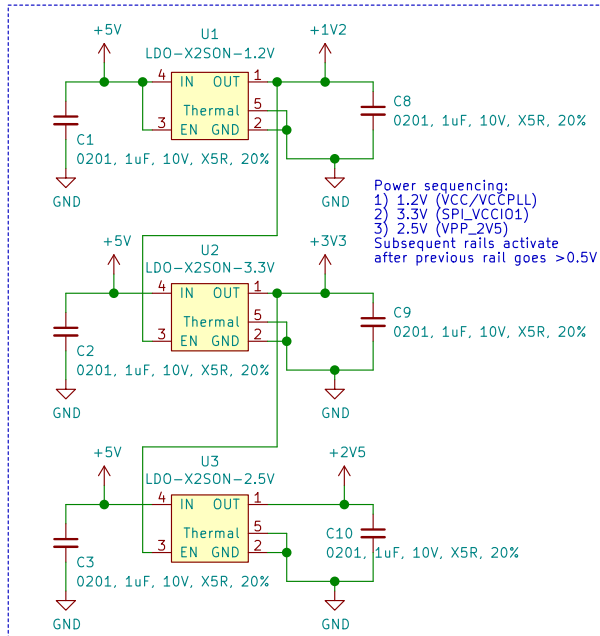 +5V
U1
LDO-X2SON-1.2V
+1V2
4 IN OUT 1
Thermal 5
3 EN GND 2
C1
0201, 1uF, 10V, X5R, 20%
GND
C8
0201, 1uF, 10V, X5R, 20%
GND
Power sequencing:
1) 1.2V (VCC/VCCPLL)
2) 3.3V (SPI_VCCIO1)
3) 2.5V (VPP_2V5)
Subsequent rails activate
after previous rail goes >0.5V
+5V
U2
LDO-X2SON-3.3V
+3V3
4 IN OUT 1
Thermal 5
3 EN GND 2
C2
0201, 1uF, 10V, X5R, 20%
GND
C9
0201, 1uF, 10V, X5R, 20%
GND
+5V
U3
LDO-X2SON-2.5V
+2V5
4 IN OUT 1
Thermal 5
3 EN GND 2
C3
0201, 1uF, 10V, X5R, 20%
GND
C10
0201, 1uF, 10V, X5R, 20%
GND